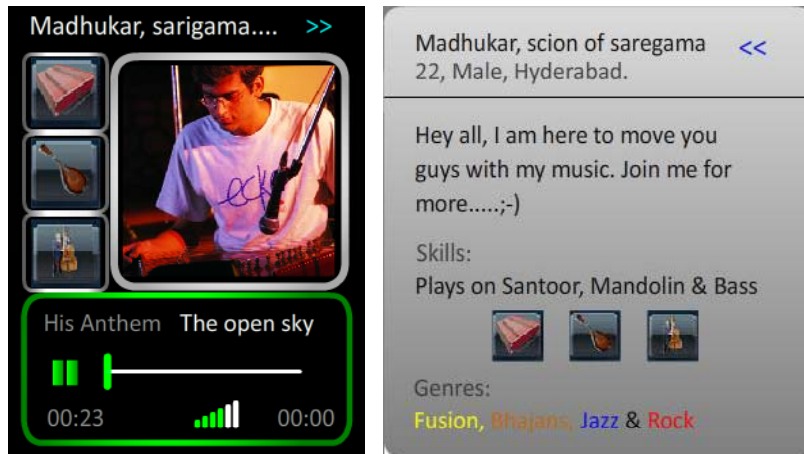 Madhukar, sarigama.... >>
His Anthem The open sky
00:23 00:00
Madhukar, scion of saregama <<
22, Male, Hyderabad.
Hey all, I am here to move you
guys with my music. Join me for
more.....;-)
Skills:
Plays on Santoor, Mandolin & Bass
Genres:
Fusion, Bhajans, Jazz & Rock